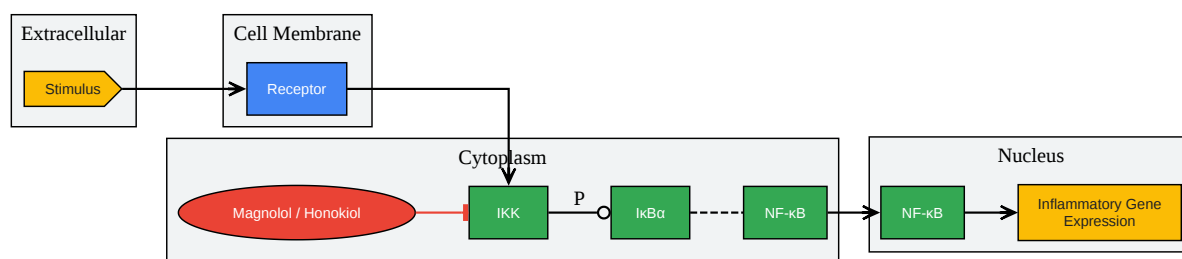 Extracellular
Stimulus
Cell Membrane
Receptor
Cytoplasm
Magnolol / Honokiol
IKK
P
IκBα
NF-κB
Nucleus
NF-κB
Inflammatory Gene
Expression